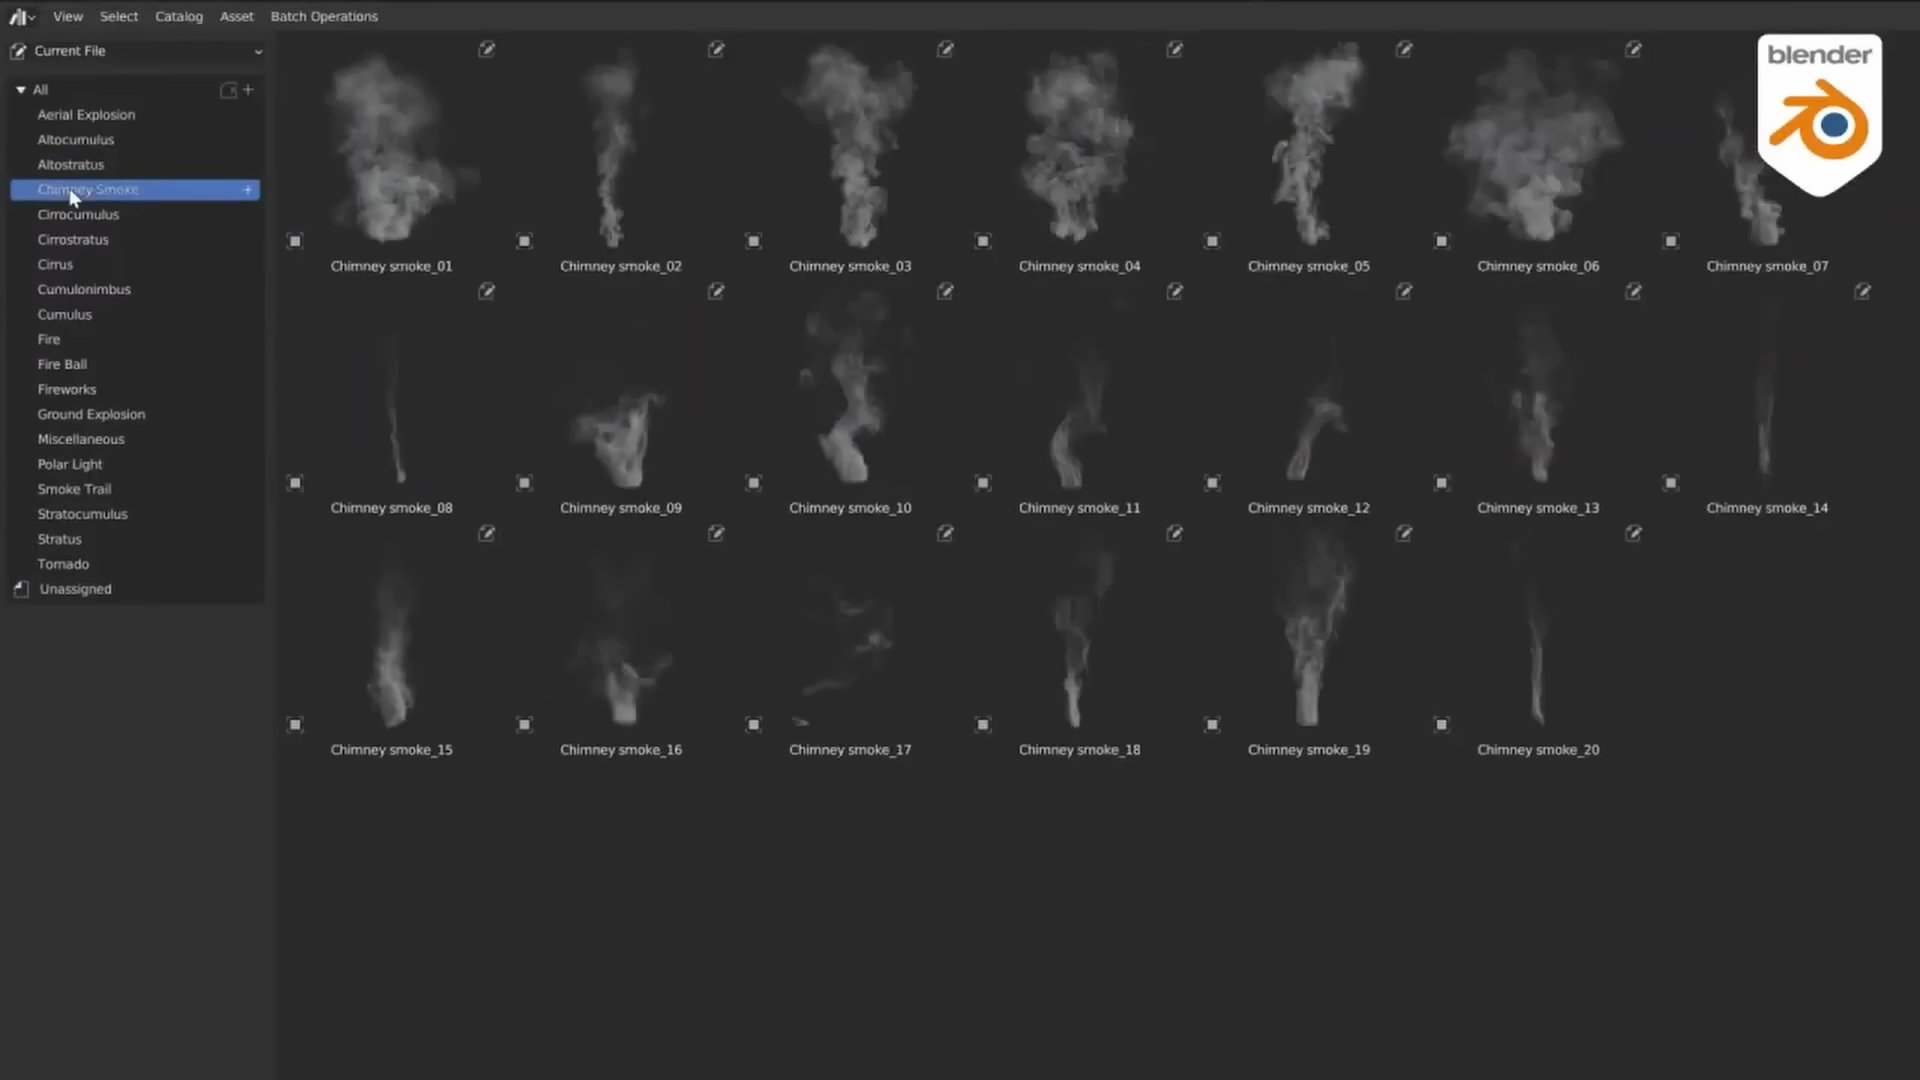 View Select Catalog Asset Batch Operations
Current File
All
Aerial Explosion
Altocumulus
Altostratus
Chimney Smoke
Cirrocumulus
Cirrostratus
Cirrus
Cumulonimbus
Cumulus
Fire
Fire Ball
Fireworks
Ground Explosion
Miscellaneous
Polar Light
Smoke Trail
Stratocumulus
Stratus
Tornado
Unassigned
blender
Chimney smoke_01 Chimney smoke_02 Chimney smoke_03 Chimney smoke_04 Chimney smoke_05 Chimney smoke_06 Chimney smoke_07
Chimney smoke_08 Chimney smoke_09 Chimney smoke_10 Chimney smoke_11 Chimney smoke_12 Chimney smoke_13 Chimney smoke_14
Chimney smoke_15 Chimney smoke_16 Chimney smoke_17 Chimney smoke_18 Chimney smoke_19 Chimney smoke_20